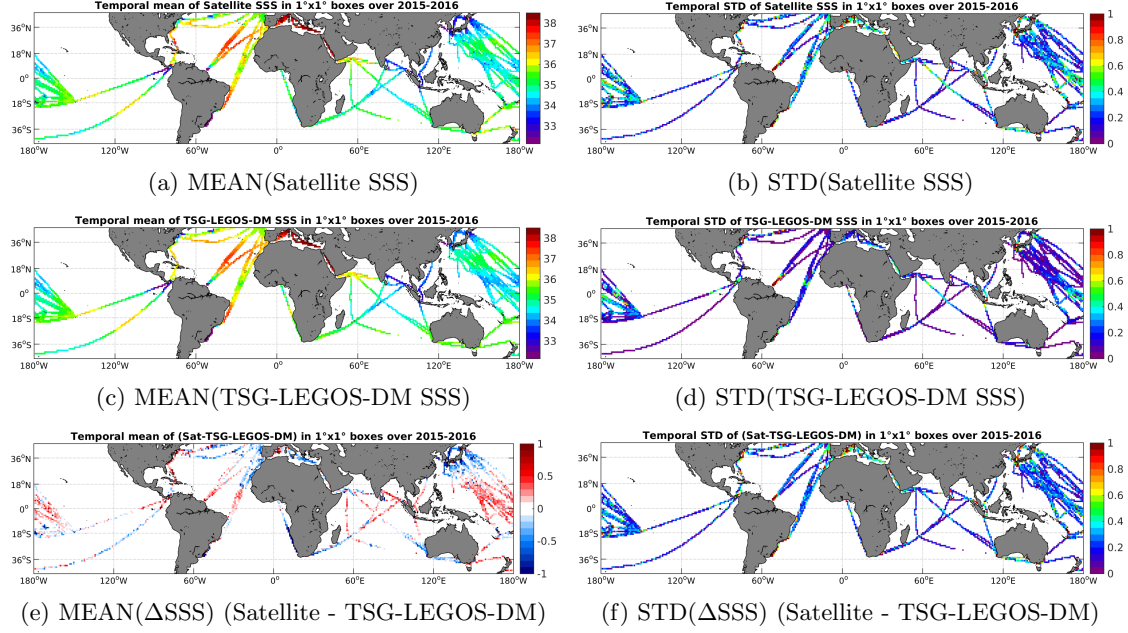 Temporal mean of Satellite SSS in 1°x1° boxes over 2015-2016
36°N
18°N
0°
18°S
36°S
180°W 120°W 60°W 0° 60°E 120°E 180°W
38
37
36
35
34
33
(a) MEAN(Satellite SSS)
Temporal STD of Satellite SSS in 1°x1° boxes over 2015-2016
36°N
18°N
0°
18°S
36°S
180°W 120°W 60°W 0° 60°E 120°E 180°W
1
0.8
0.6
0.4
0.2
0
(b) STD(Satellite SSS)
Temporal mean of TSG-LEGOS-DM SSS in 1°x1° boxes over 2015-2016
36°N
18°N
0°
18°S
36°S
180°W 120°W 60°W 0° 60°E 120°E 180°W
38
37
36
35
34
33
(c) MEAN(TSG-LEGOS-DM SSS)
Temporal STD of TSG-LEGOS-DM SSS in 1°x1° boxes over 2015-2016
36°N
18°N
0°
18°S
36°S
180°W 120°W 60°W 0° 60°E 120°E 180°W
1
0.8
0.6
0.4
0.2
0
(d) STD(TSG-LEGOS-DM SSS)
Temporal mean of (Sat-TSG-LEGOS-DM) in 1°x1° boxes over 2015-2016
36°N
18°N
0°
18°S
36°S
180°W 120°W 60°W 0° 60°E 120°E 180°W
1
0.5
0
-0.5
-1
(e) MEAN(ΔSSS) (Satellite - TSG-LEGOS-DM)
Temporal STD of (Sat-TSG-LEGOS-DM) in 1°x1° boxes over 2015-2016
36°N
18°N
0°
18°S
36°S
180°W 120°W 60°W 0° 60°E 120°E 180°W
1
0.8
0.6
0.4
0.2
0
(f) STD(ΔSSS) (Satellite - TSG-LEGOS-DM)